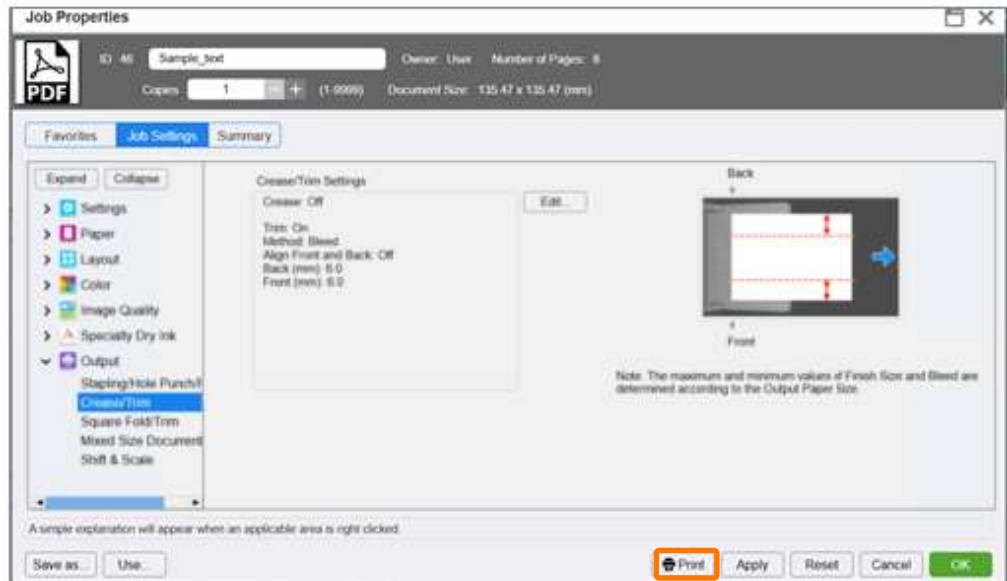 Job Properties
ID 46 Sample_text Owner: User Number of Pages: 8
PDF
Copies 1 − + (1-9999) Document Size: 135.47 x 135.47 (mm)
Favorites Job Settings Summary
Expand Collapse
Settings
Paper
Layout
Color
Image Quality
Specialty Dry Ink
Output
Stapling/Hole Punch/
Crease/Trim
Square Fold/Trim
Mixed Size Document
Shift & Scale
Crease/Trim Settings
Crease: Off
Trim: On
Method: Bleed
Align Front and Back: Off
Back (mm): 6.0
Front (mm): 6.0
Edit...
Back
Front
Note: The maximum and minimum values of Finish Size and Bleed are
determined according to the Output Paper Size.
A simple explanation will appear when an applicable area is right clicked.
Save as... Use... Print Apply Reset Cancel OK